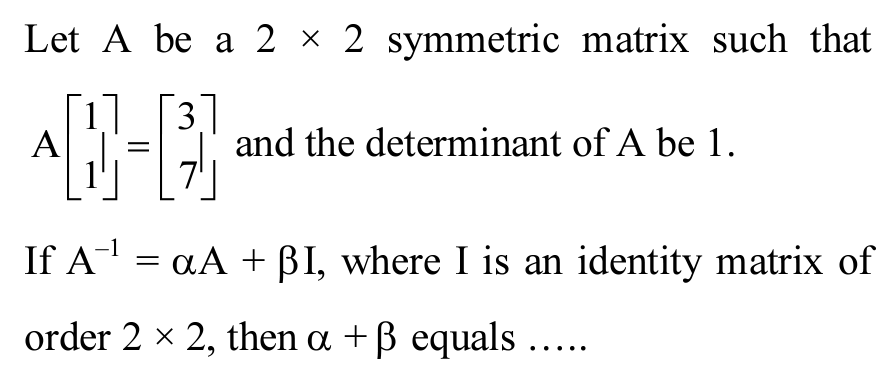 Let A be a 2 × 2 symmetric matrix such that
A[1 1] = [3 7] and the determinant of A be 1.
If A⁻¹ = αA + βI, where I is an identity matrix of
order 2 × 2, then α + β equals .....